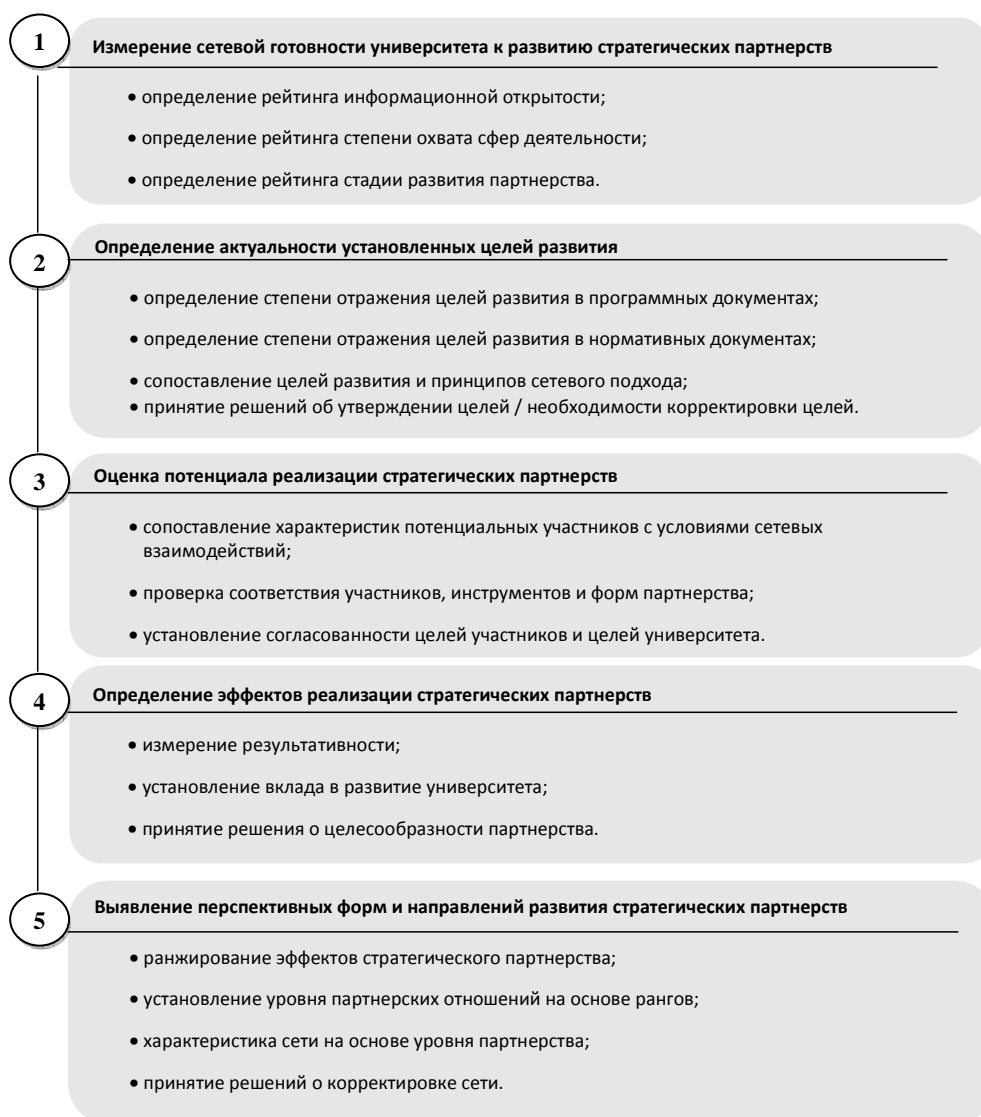 1
Измерение сетевой готовности университета к развитию стратегических партнерств
• определение рейтинга информационной открытости;
• определение рейтинга степени охвата сфер деятельности;
• определение рейтинга стадии развития партнерства.
2
Определение актуальности установленных целей развития
• определение степени отражения целей развития в программных документах;
• определение степени отражения целей развития в нормативных документах;
• сопоставление целей развития и принципов сетевого подхода;
• принятие решений об утверждении целей / необходимости корректировки целей.
3
Оценка потенциала реализации стратегических партнерств
• сопоставление характеристик потенциальных участников с условиями сетевых
взаимодействий;
• проверка соответствия участников, инструментов и форм партнерства;
• установление согласованности целей участников и целей университета.
4
Определение эффектов реализации стратегических партнерств
• измерение результативности;
• установление вклада в развитие университета;
• принятие решения о целесообразности партнерства.
5
Выявление перспективных форм и направлений развития стратегических партнерств
• ранжирование эффектов стратегического партнерства;
• установление уровня партнерских отношений на основе рангов;
• характеристика сети на основе уровня партнерства;
• принятие решений о корректировке сети.